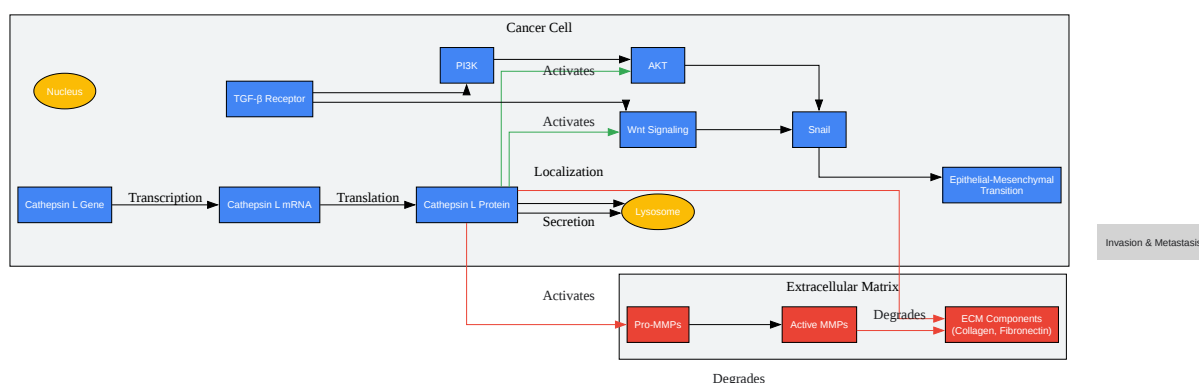 Cancer Cell
PI3K
Activates
AKT
Nucleus
TGF-β Receptor
Activates
Wnt Signaling
Snail
Localization
Epithelial-Mesenchymal
Transition
Cathepsin L Gene
Transcription
Cathepsin L mRNA
Translation
Cathepsin L Protein
Lysosome
Secretion
Invasion & Metastasis
Extracellular Matrix
Activates
Pro-MMPs
Active MMPs
Degrades
ECM Components
(Collagen, Fibronectin)
Degrades